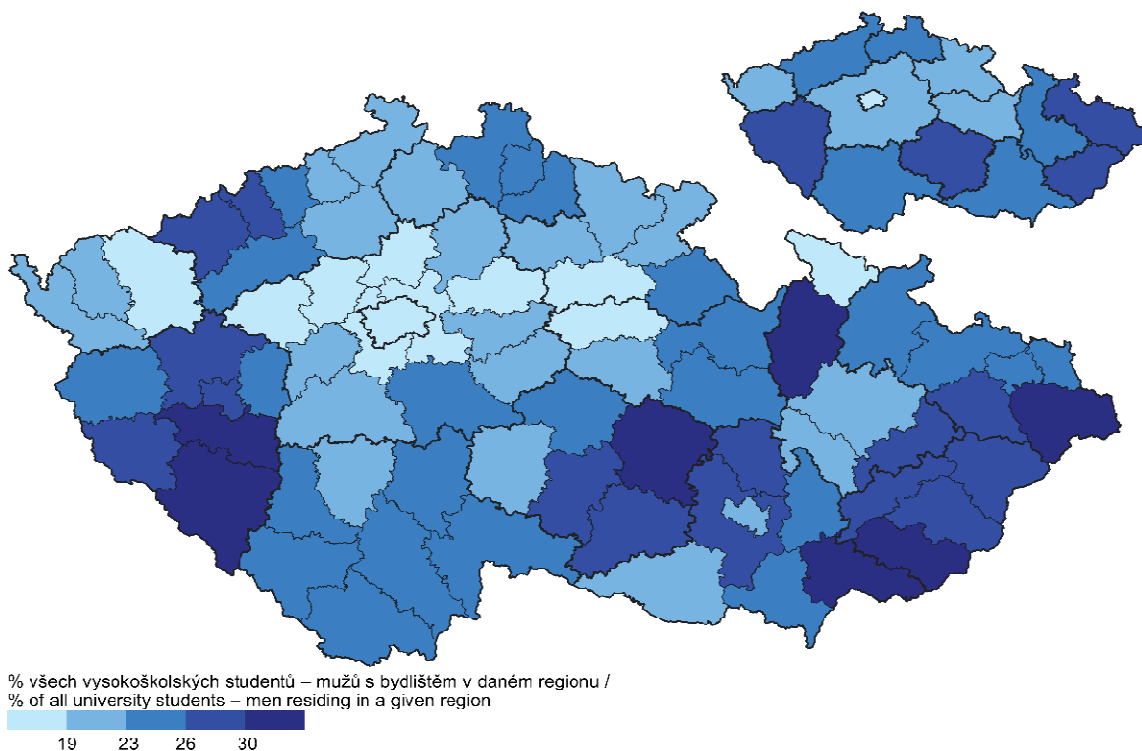 % všech vysokoškolských studentů – mužů s bydlištěm v daném regionu /
% of all university students – men residing in a given region
19 23 26 30